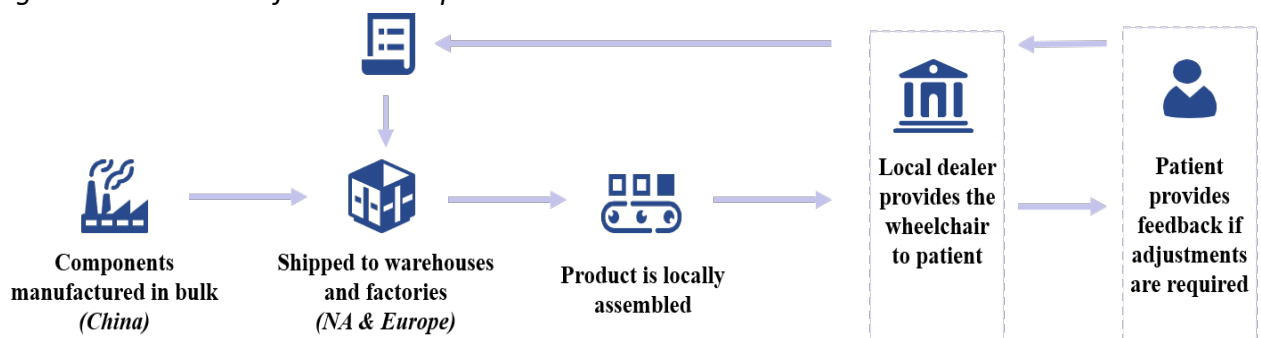 Components
manufactured in bulk
(China)
Shipped to warehouses
and factories
(NA & Europe)
Product is locally
assembled
Local dealer
provides the
wheelchair
to patient
Patient
provides
feedback if
adjustments
are required